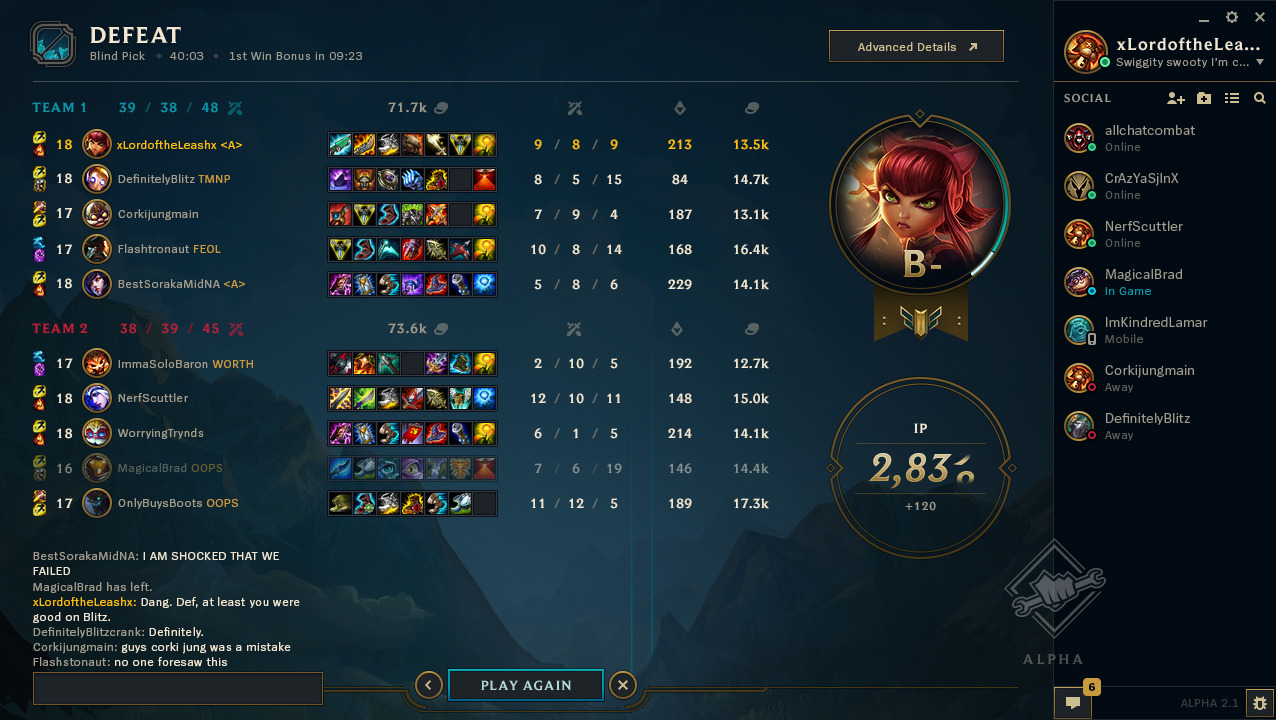 DEFEAT
Blind Pick • 40:03 • 1st Win Bonus in 09:23
Advanced Details
TEAM 1 39 / 38 / 48 71.7k
18 xLordoftheLeashx <A> 9 / 8 / 9 213 13.5k
18 DefinitelyBlitz TMNP 8 / 5 / 15 84 14.7k
17 Corkijungmain 7 / 9 / 4 187 13.1k
17 Flashtronaut FEOL 10 / 8 / 14 168 16.4k
18 BestSorakaMidNA <A> 5 / 8 / 6 229 14.1k
TEAM 2 38 / 39 / 45 73.6k
17 ImmaSoloBaron WORTH 2 / 10 / 5 192 12.7k
18 NerfScuttler 12 / 10 / 11 148 15.0k
18 WorryingTrynds 6 / 1 / 5 214 14.1k
16 MagicalBrad OOPS 7 / 6 / 19 146 14.4k
17 OnlyBuysBoots OOPS 11 / 12 / 5 189 17.3k
BestSorakaMidNA: I AM SHOCKED THAT WE
FAILED
MagicalBrad has left.
xLordoftheLeashx: Dang. Def, at least you were
good on Blitz.
DefinitelyBlitzcrank: Definitely.
Corkijungmain: guys corki jung was a mistake
Flashstonaut: no one foresaw this
PLAY AGAIN
B-
IP
+120
xLordoftheLea...
Swiggity swooty I'm c...
SOCIAL
allchatcombat
Online
CrAzYaSjInX
Online
NerfScuttler
Online
MagicalBrad
In Game
ImKindredLamar
Mobile
Corkijungmain
Away
DefinitelyBlitz
Away
ALPHA
6
ALPHA 2.1